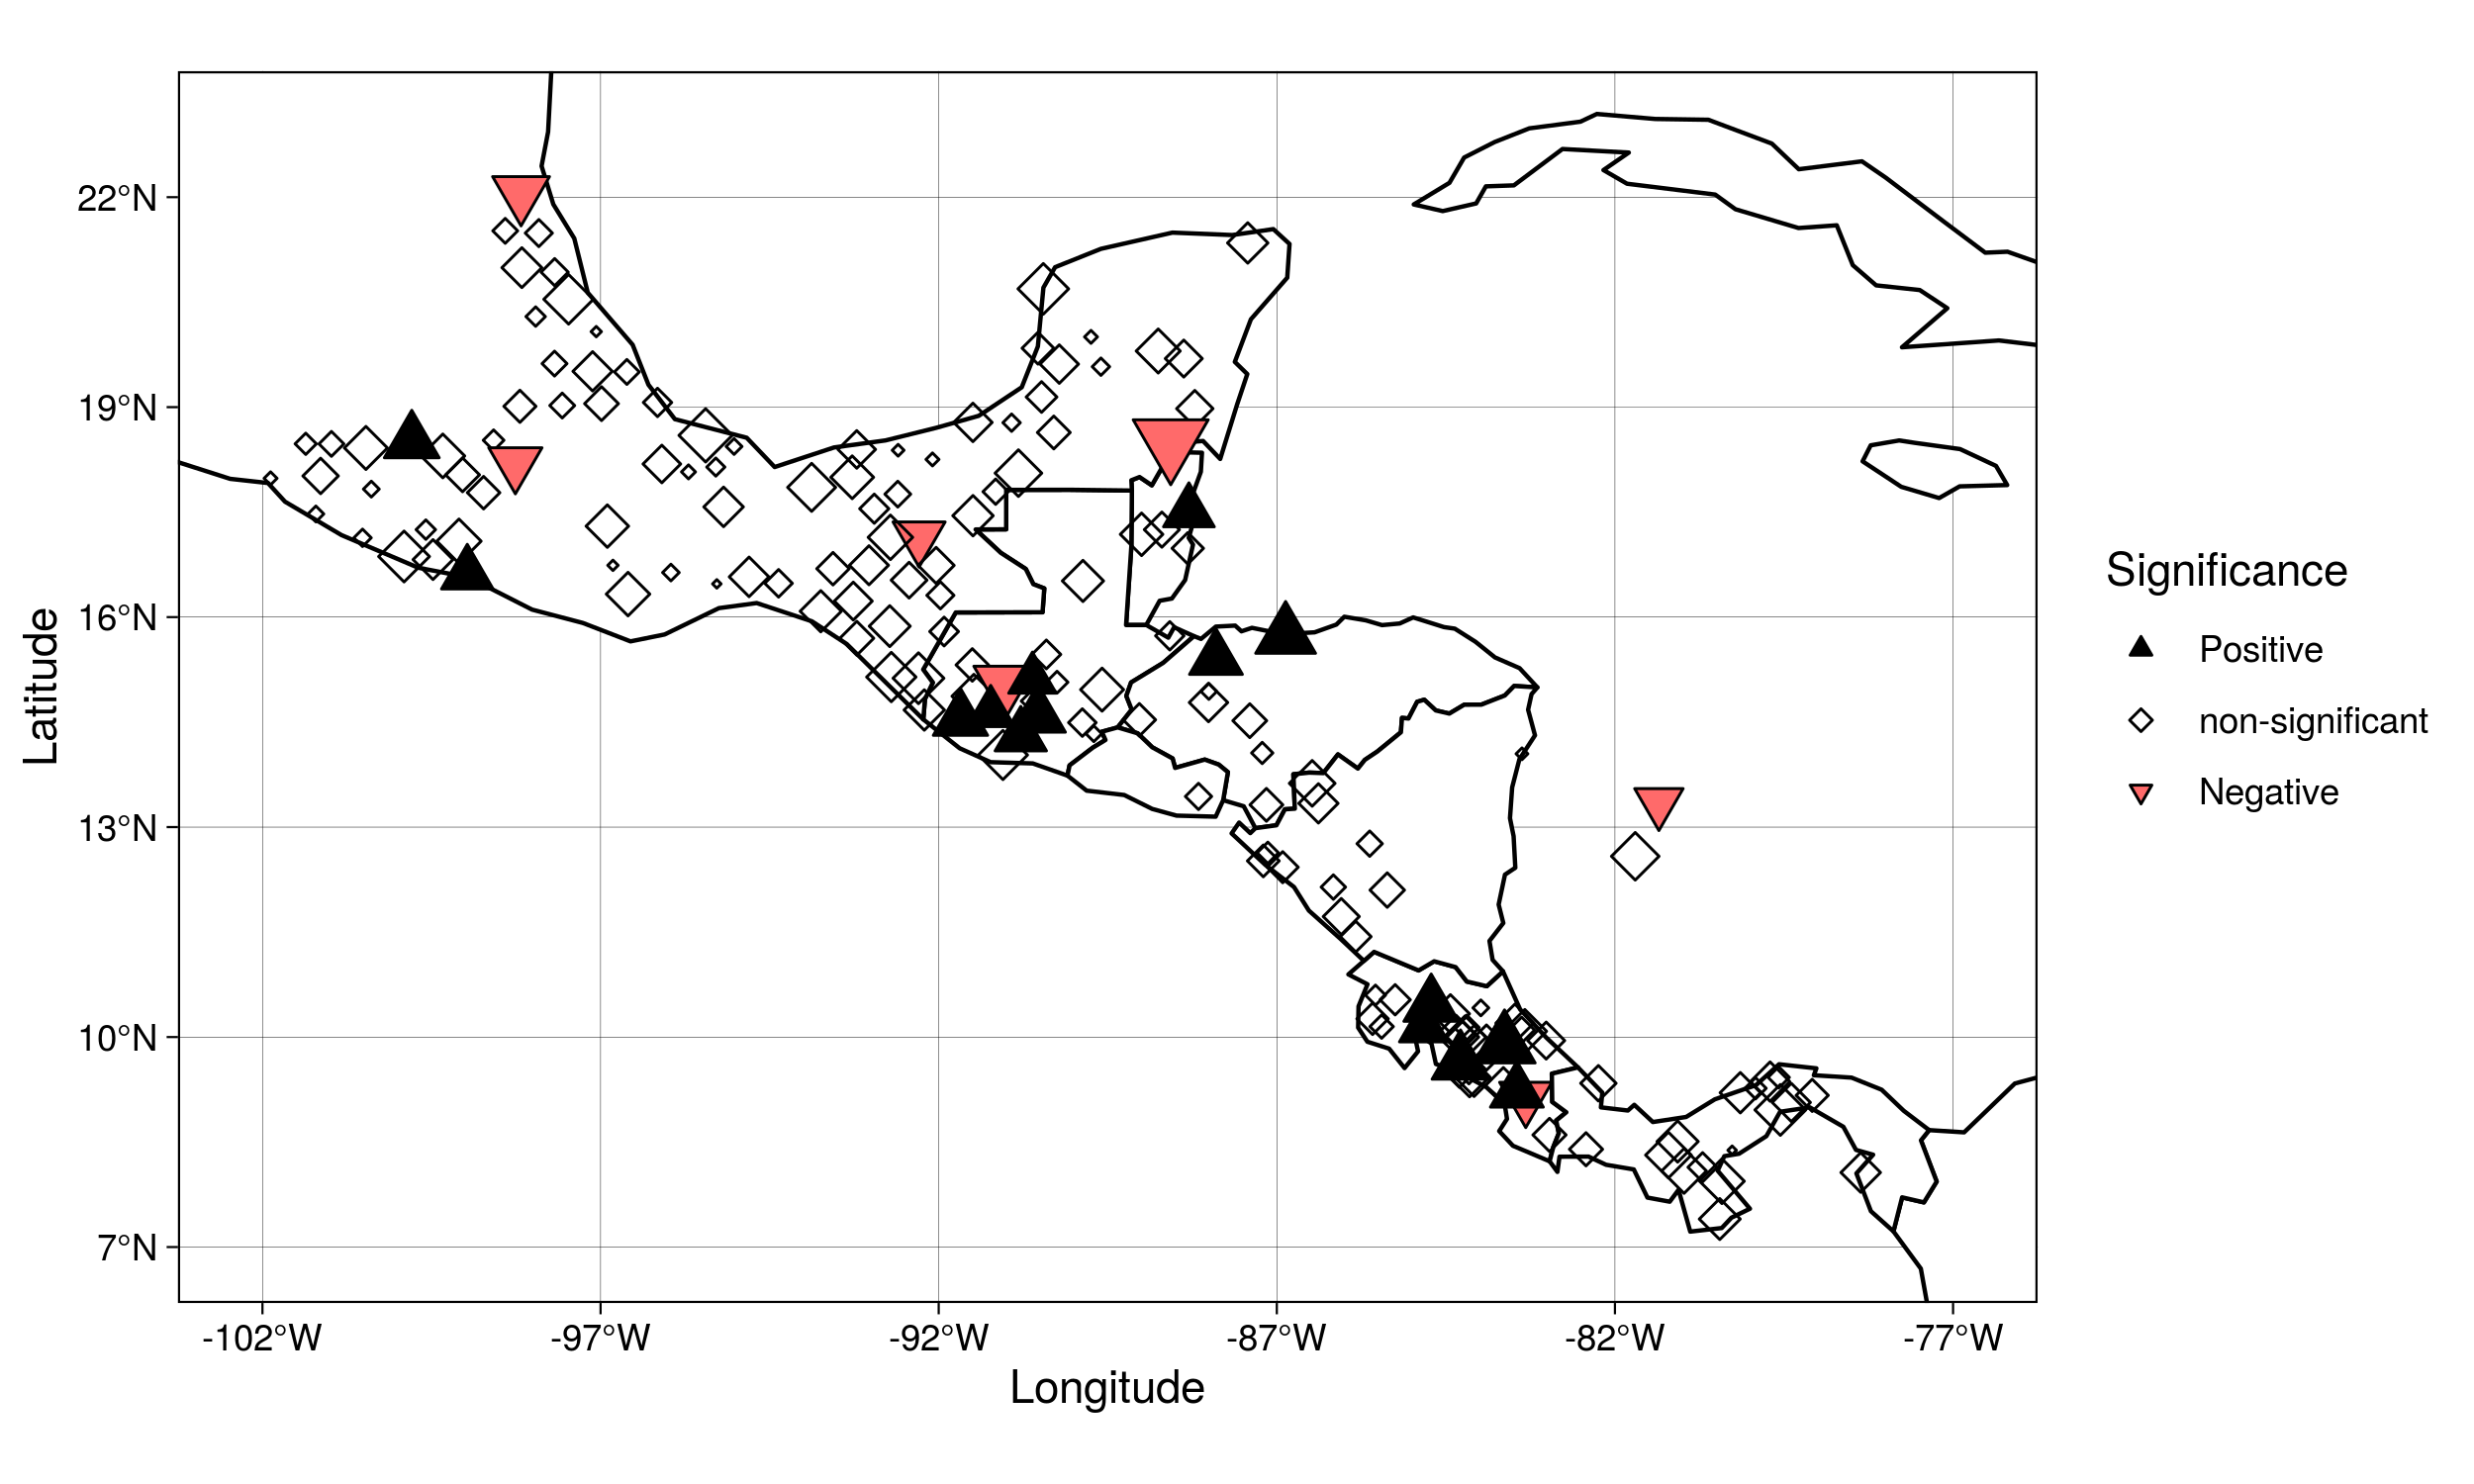 22°N
19°N
16°N
13°N
10°N
7°N
Latitude
-102°W -97°W -92°W -87°W -82°W -77°W
Longitude
Significance
Positive
non-significant
Negative